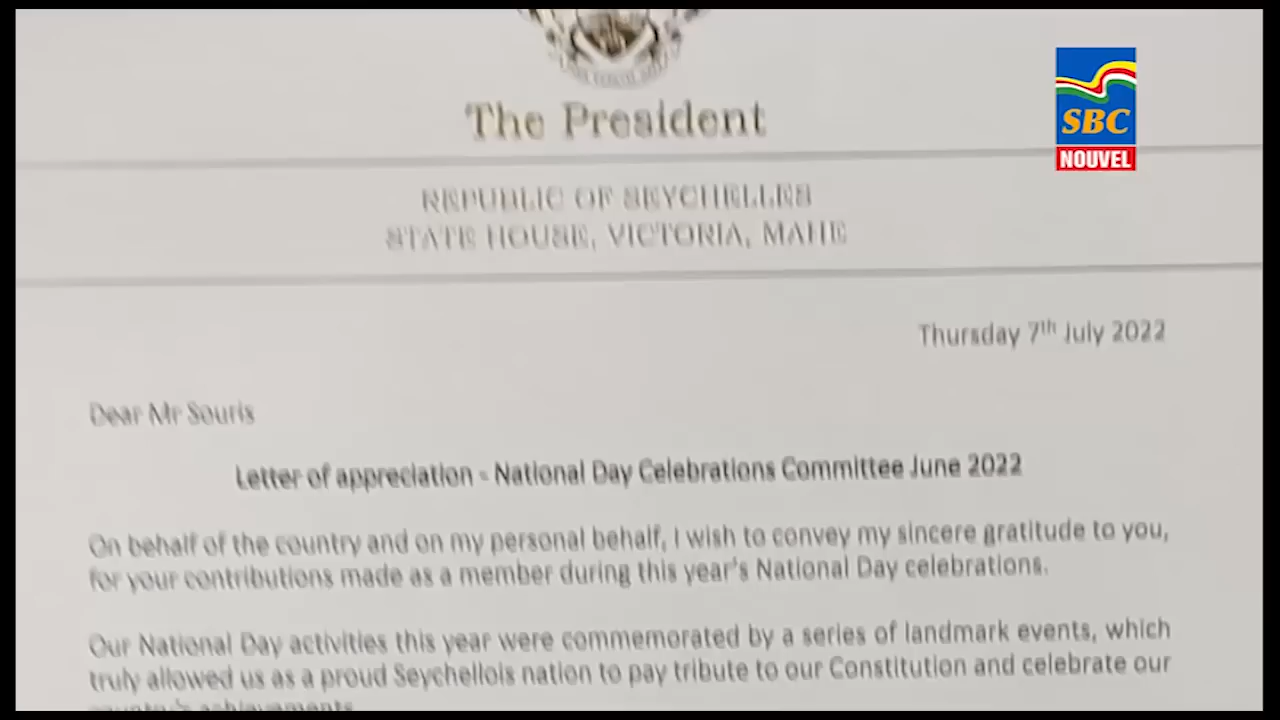 The President
REPUBLIC OF SEYCHELLES
STATE HOUSE, VICTORIA, MAHE
SBC
NOUVEL
Thursday 7th July 2022
Dear Mr Souris
Letter of appreciation - National Day Celebrations Committee June 2022
On behalf of the country and on my personal behalf, I wish to convey my sincere gratitude to you,
for your contributions made as a member during this year's National Day celebrations.
Our National Day activities this year were commemorated by a series of landmark events, which
truly allowed us as a proud Seychellois nation to pay tribute to our Constitution and celebrate our
country's achievements.